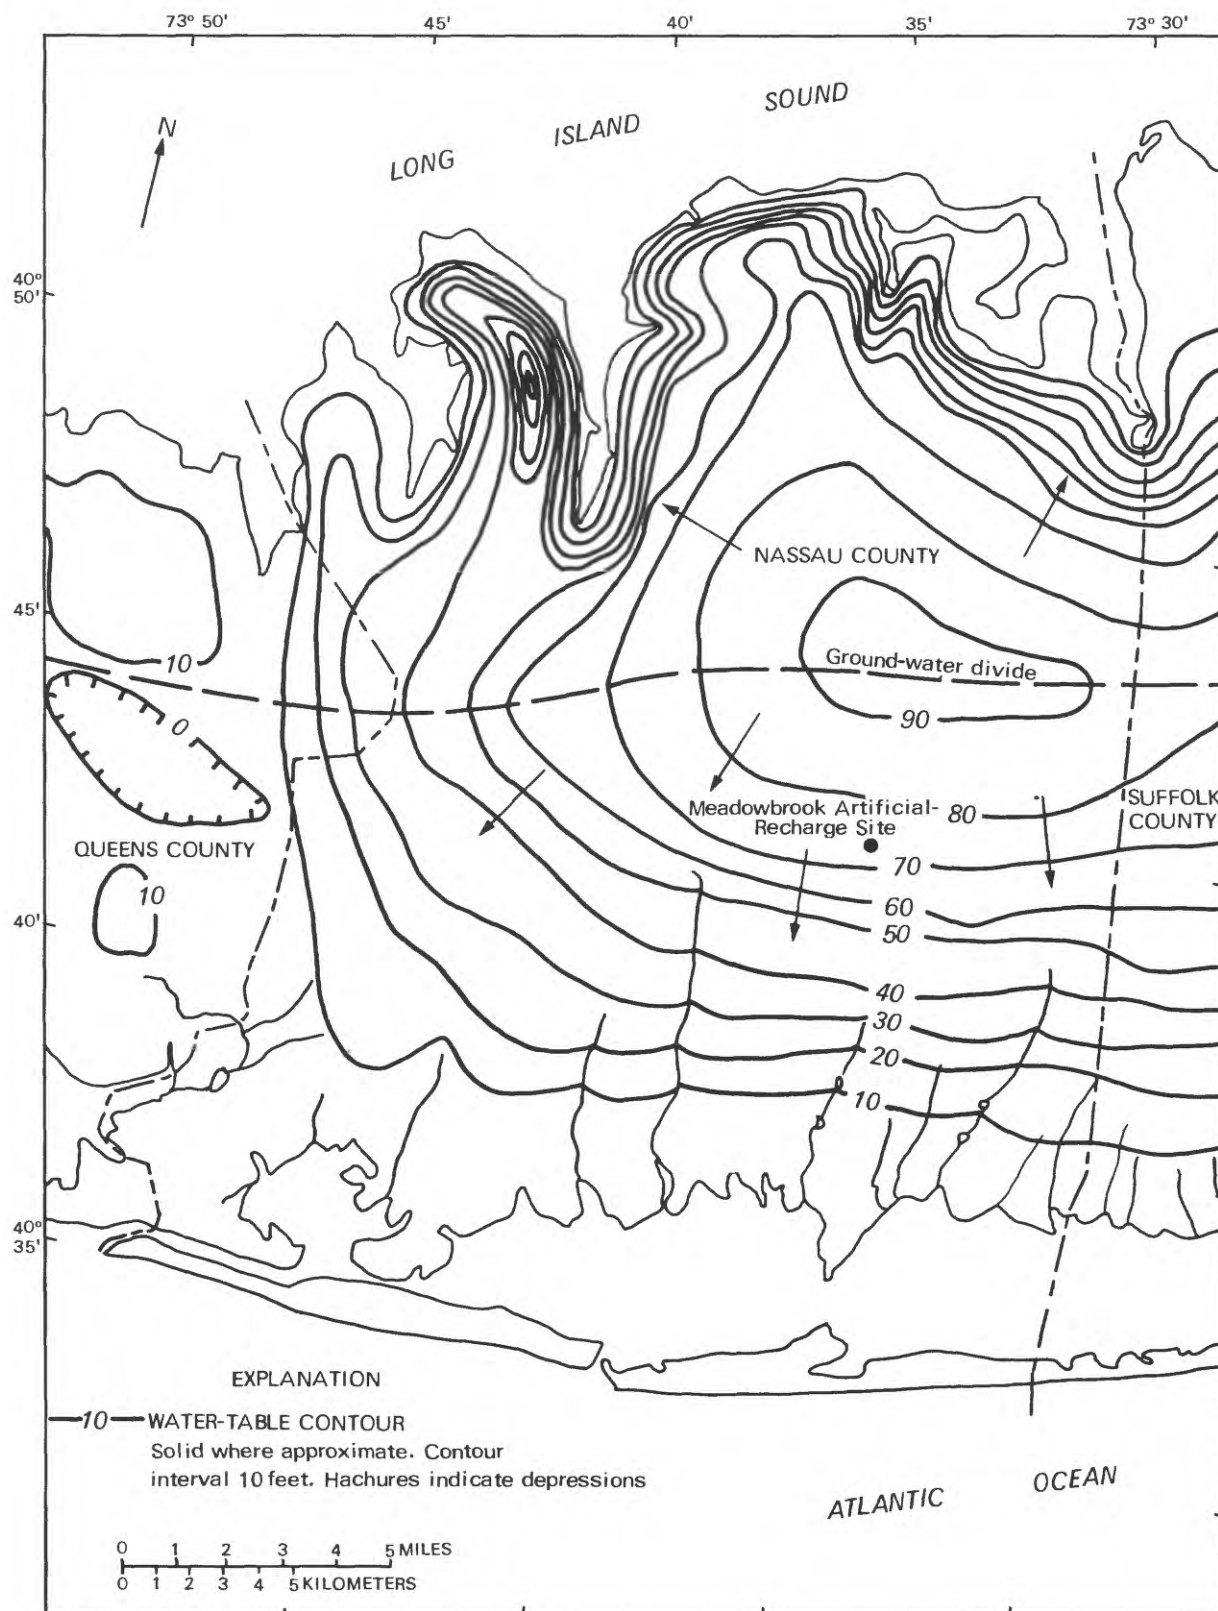 73° 50'
45'
40'
35'
73° 30'
SOUND
ISLAND
LONG
N
40°
50'
NASSAU COUNTY
45'
10
Ground-water divide
0
90
Meadowbrook Artificial-
Recharge Site
80
SUFFOLK
COUNTY
QUEENS COUNTY
70
10
60
40'
50
40
30
20
10
40°
35'
EXPLANATION
10 WATER-TABLE CONTOUR
Solid where approximate. Contour
interval 10 feet. Hachures indicate depressions
ATLANTIC OCEAN
0 1 2 3 4 5 MILES
0 1 2 3 4 5 KILOMETERS